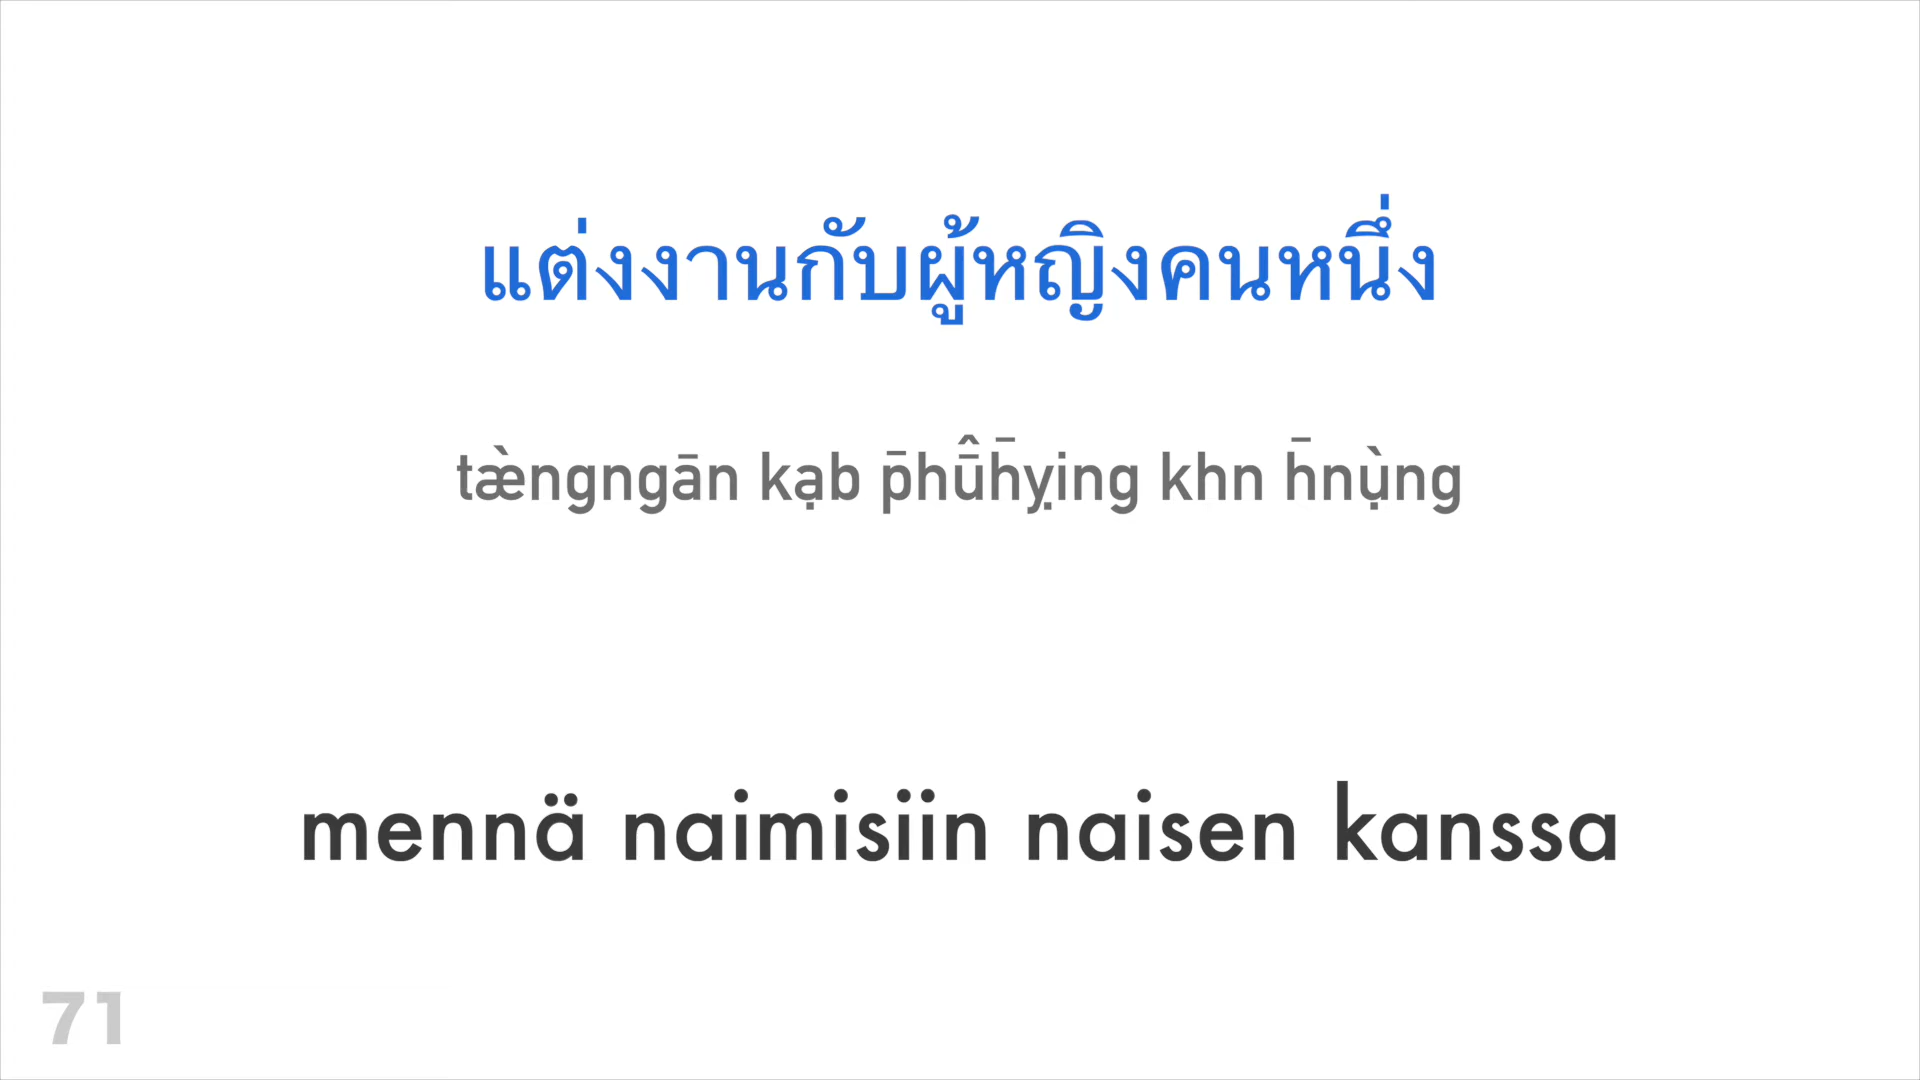 แต่งงานกับผู้หญิงคนหนึ่ง
tæ̀ngngān kạb p̄hū̂h̄ỵing khn h̄nụ̀ng
mennä naimisiin naisen kanssa
71